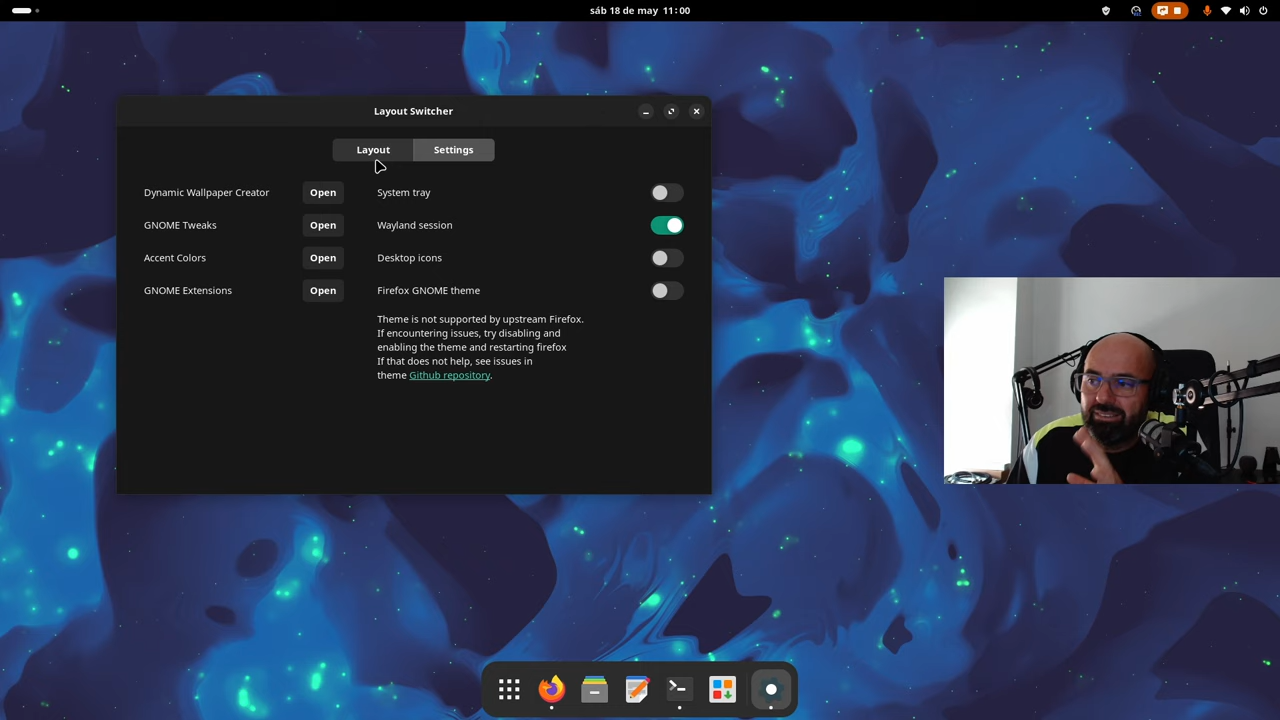 sáb 18 de may 11:00
Layout Switcher
Layout
Settings
Dynamic Wallpaper Creator
Open
System tray
GNOME Tweaks
Open
Wayland session
Accent Colors
Open
Desktop icons
GNOME Extensions
Open
Firefox GNOME theme
Theme is not supported by upstream Firefox.
If encountering issues, try disabling and
enabling the theme and restarting firefox
If that does not help, see issues in
theme Github repository.